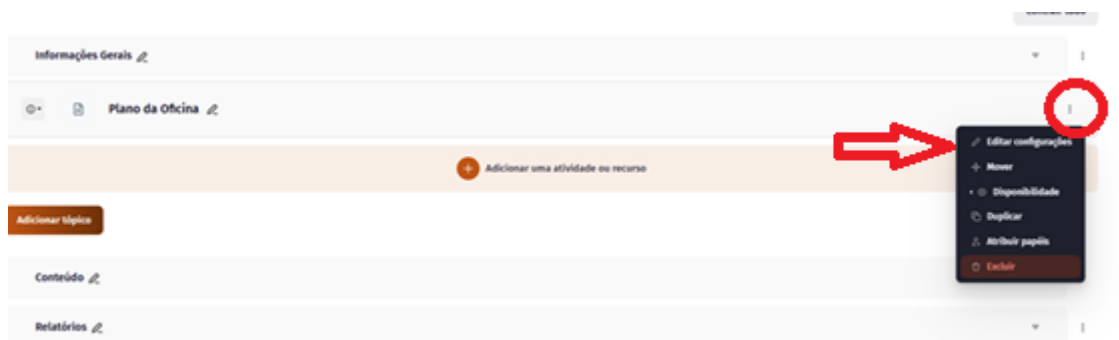 Informações Gerais
Plano da Oficina
Editar configurações
Mover
Adicionar uma atividade ou recurso
Disponibilidade
Duplicar
Adicionar tópico
Atribuir papéis
Excluir
Conteúdo
Relatórios